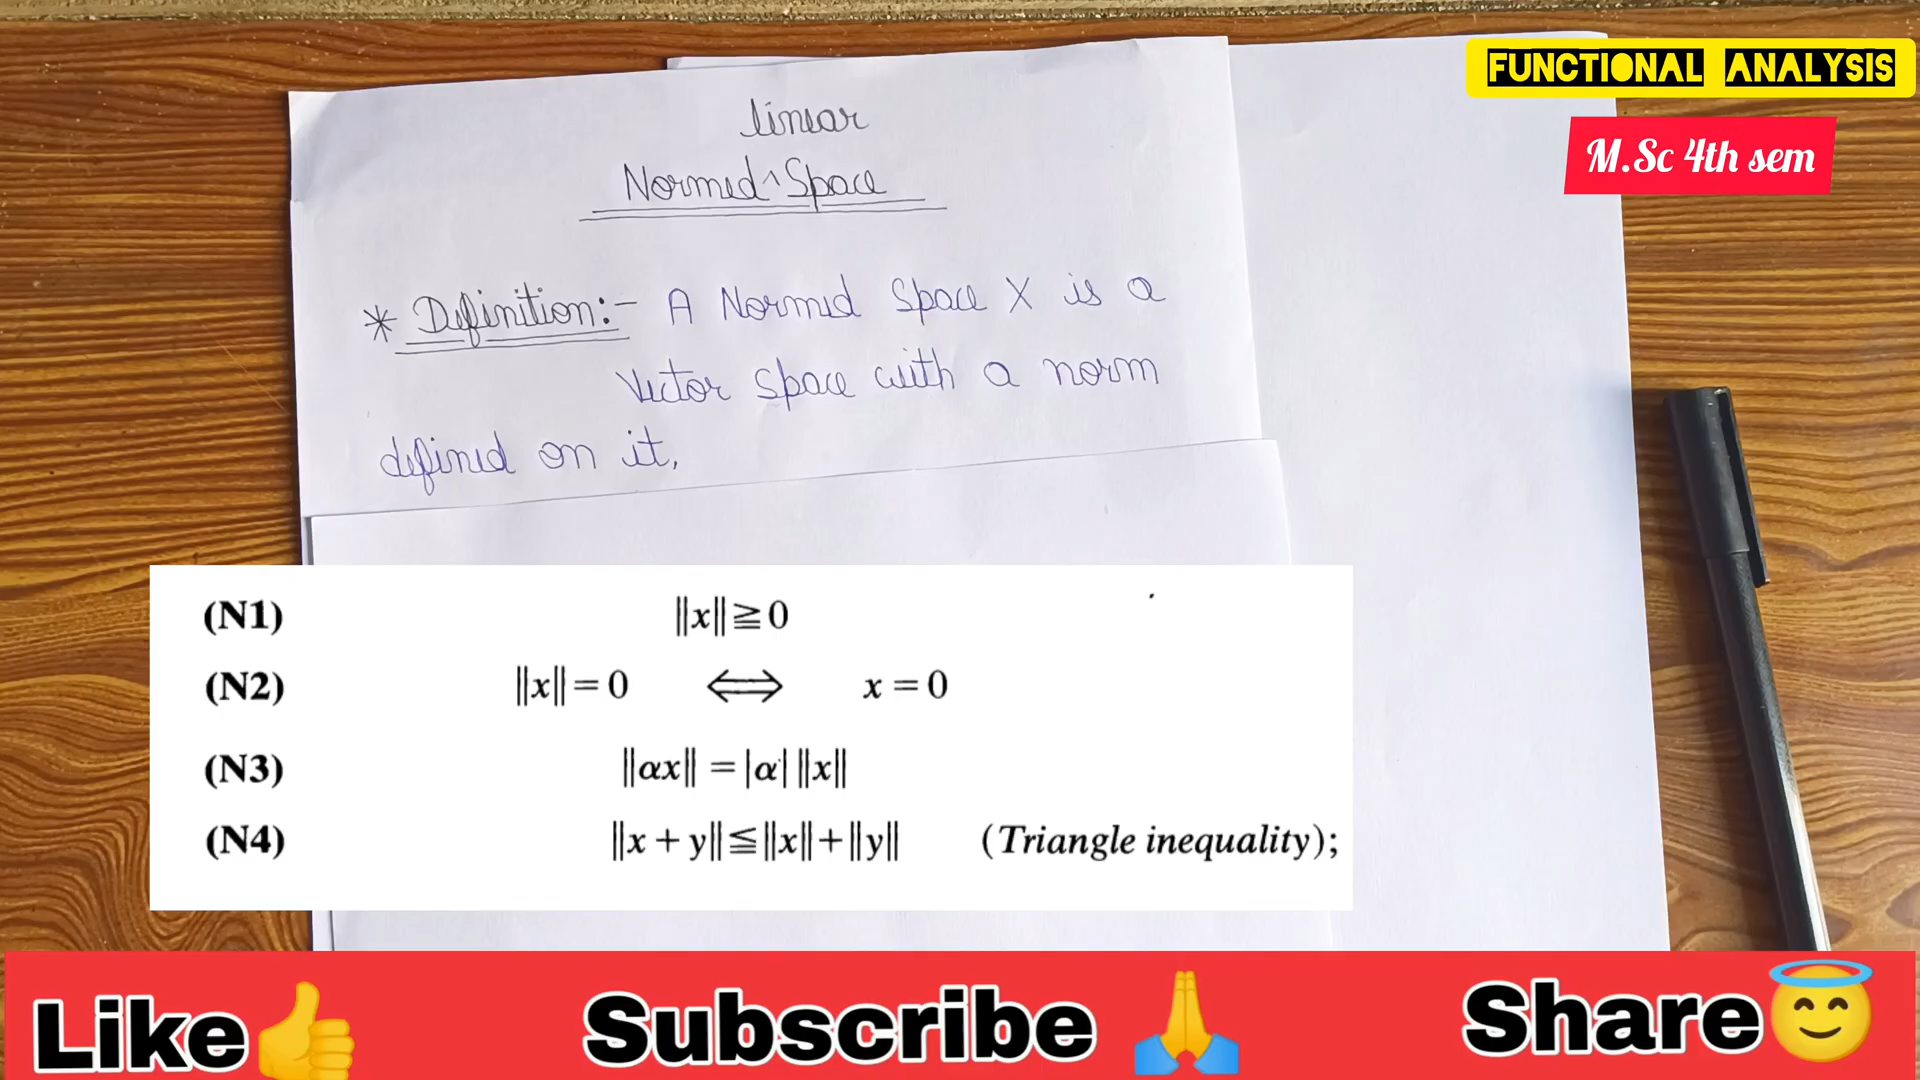 FUNCTIONAL ANALYSIS
M.Sc 4th sem
linear
Normed ^ Space
* Definition:- A Normed Space X is a
Vector space with a norm
defined on it,
(N1) ‖x‖ ≧ 0
(N2) ‖x‖ = 0 ⟺ x = 0
(N3) ‖αx‖ = |α| ‖x‖
(N4) ‖x + y‖ ≦ ‖x‖ + ‖y‖ (Triangle inequality);
Like👍 Subscribe 🙏 Share😇